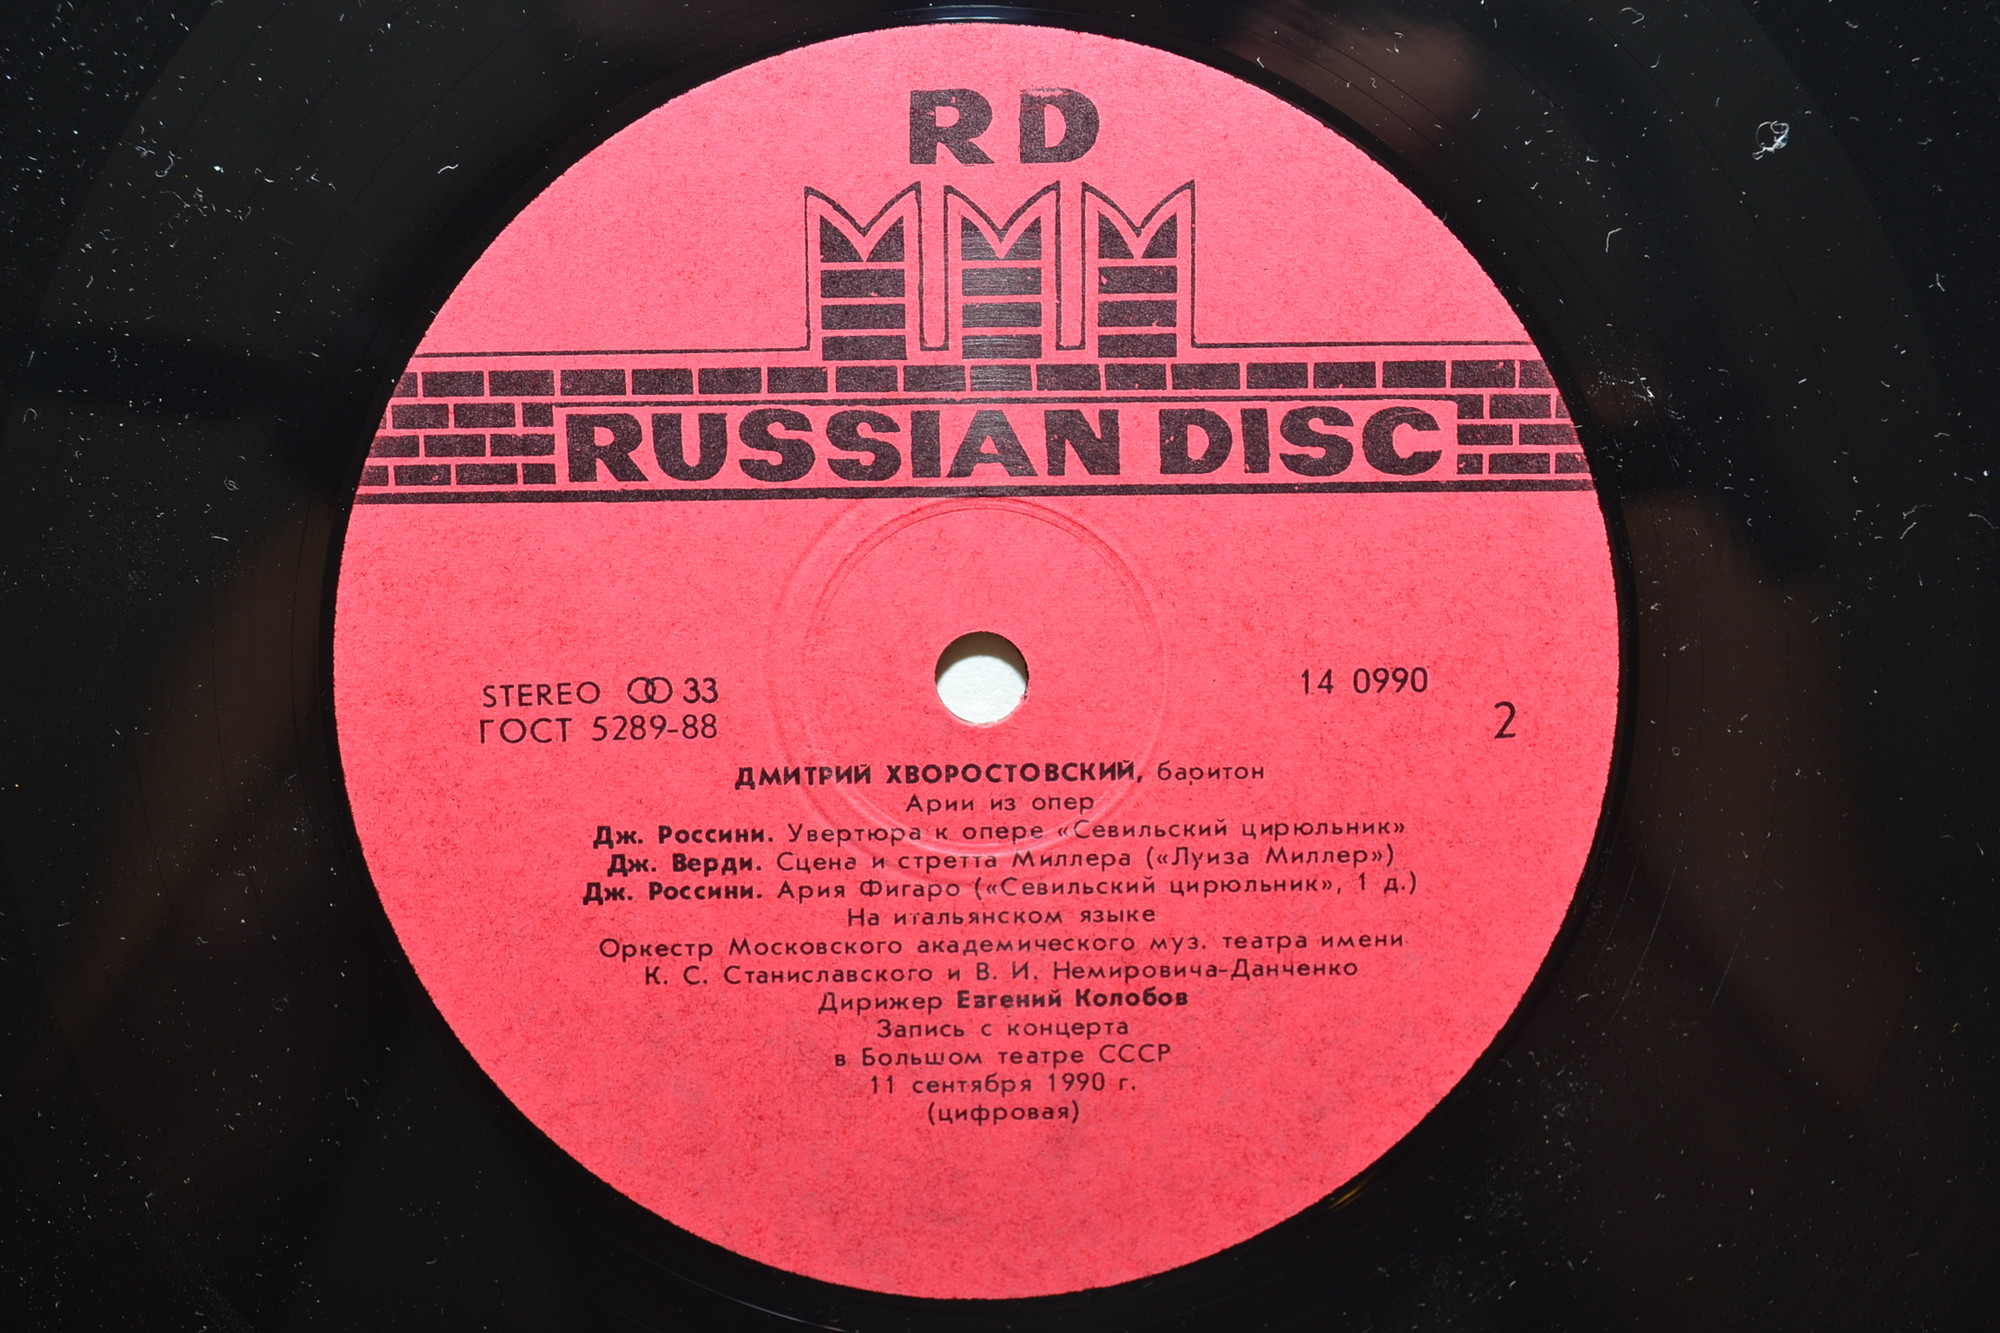 RD
RUSSIAN DISC
STEREO 33
ГОСТ 5289-88
14 0990
2
ДМИТРИЙ ХВОРОСТОВСКИЙ, баритон
Арии из опер
Дж. Россини. Увертюра к опере «Севильский цирюльник»
Дж. Верди. Сцена и стретта Миллера («Луиза Миллер»)
Дж. Россини. Ария Фигаро («Севильский цирюльник», 1 д.)
На итальянском языке
Оркестр Московского академического муз. театра имени
К. С. Станиславского и В. И. Немировича-Данченко
Дирижер Евгений Колобов
Запись с концерта
в Большом театре СССР
11 сентября 1990 г.
(цифровая)